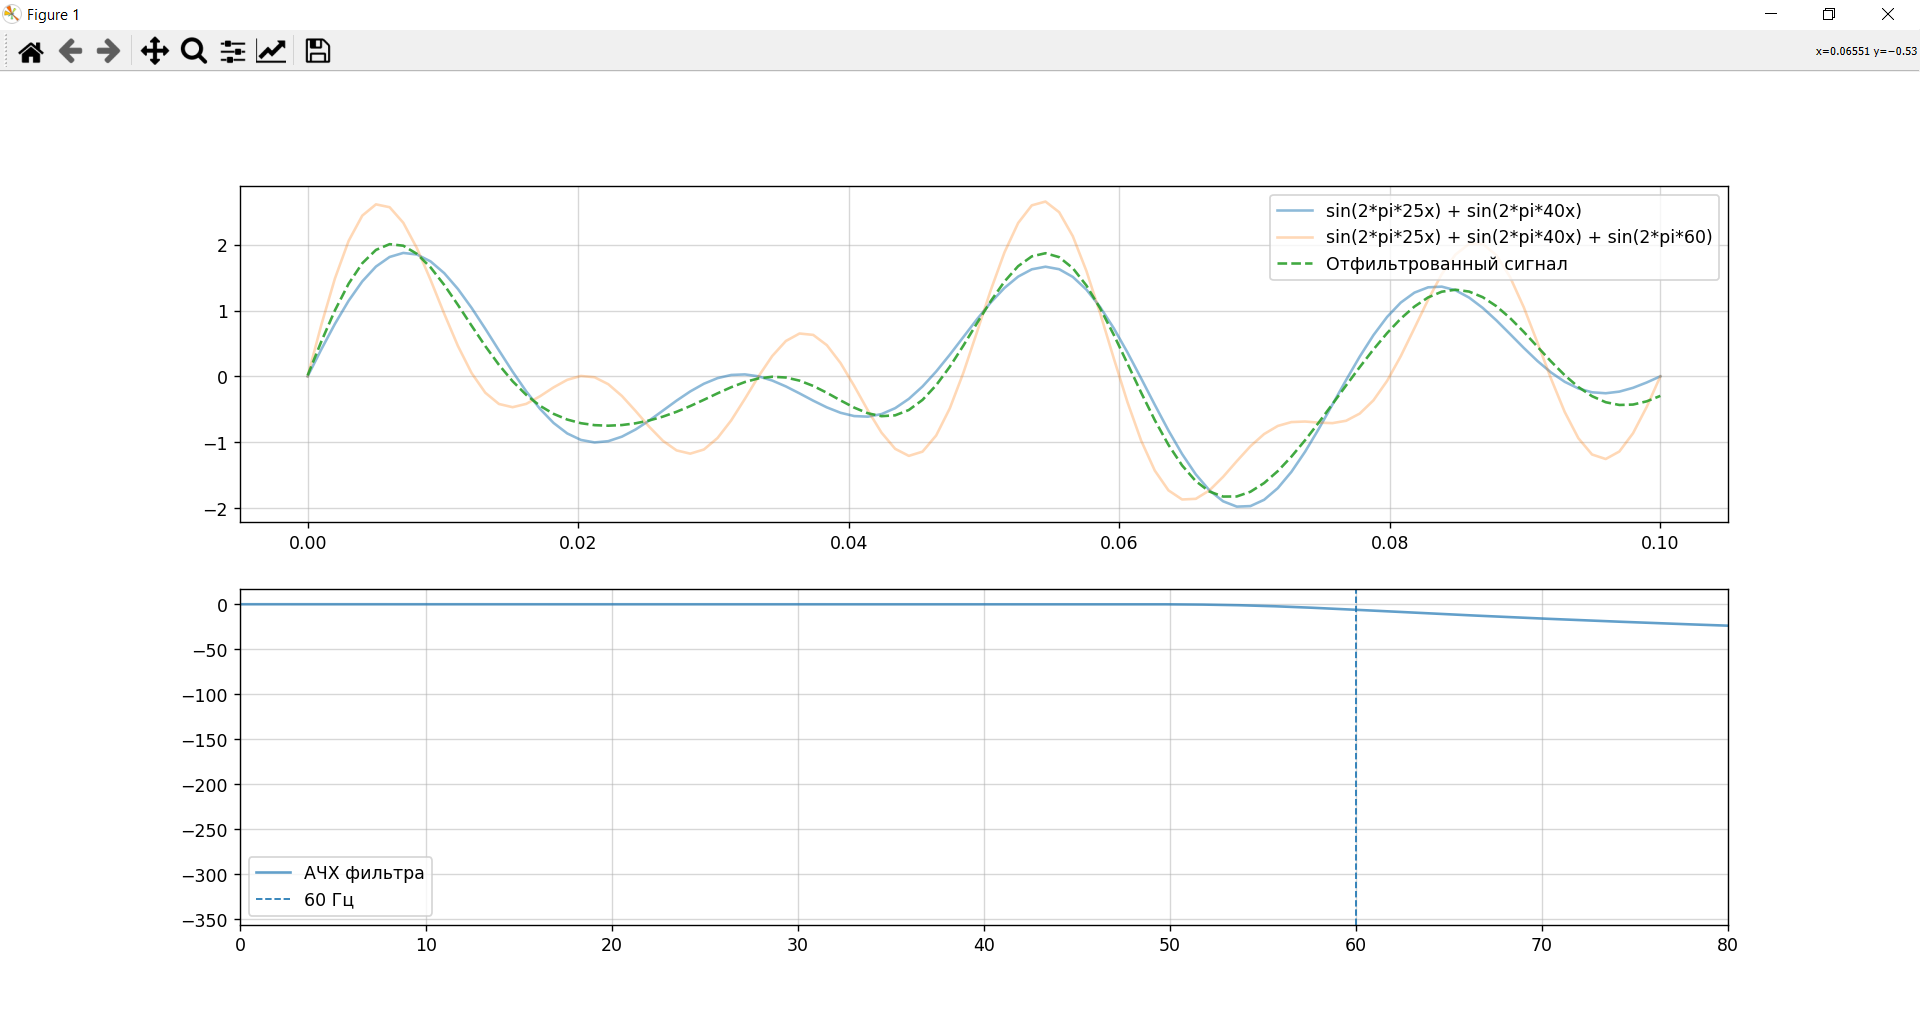 Figure 1
x=0.06551 y=−0.53
sin(2*pi*25x) + sin(2*pi*40x)
sin(2*pi*25x) + sin(2*pi*40x) + sin(2*pi*60)
Отфильтрованный сигнал
2
1
0
−1
−2
0.00 0.02 0.04 0.06 0.08 0.10
0
−50
−100
−150
−200
−250
−300
−350
АЧХ фильтра
60 Гц
0 10 20 30 40 50 60 70 80